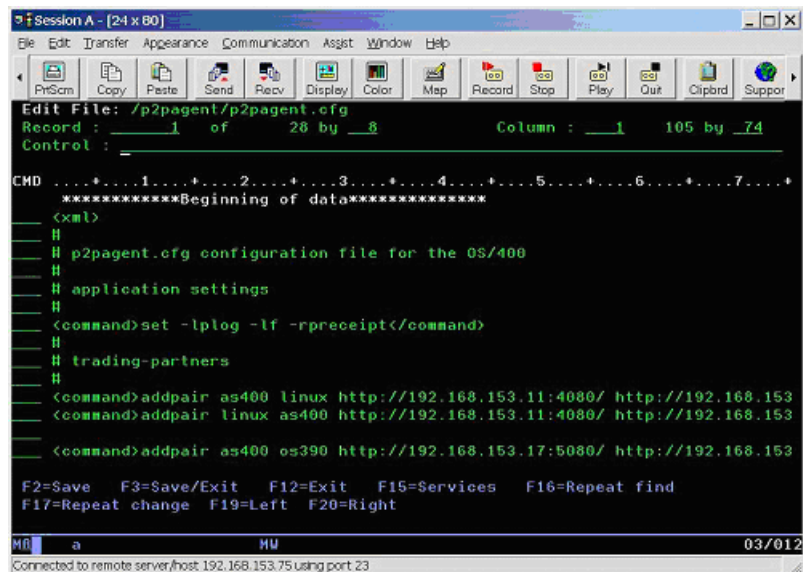 Session A - [24 x 80]
File Edit Transfer Appearance Communication Assist Window Help
PrtScrn Copy Paste Send Recv Display Color Map Record Stop Play Quit Clipbrd Suppor
Edit File: /p2pagent/p2pagent.cfg
Record : 1 of 28 by 8 Column : 1 105 by 74
Control :
CMD ....+....1....+....2....+....3....+....4....+....5....+....6....+....7....+
************Beginning of data**************
<xml>
#
# p2pagent.cfg configuration file for the OS/400
#
# application settings
#
<command>set -lplog -lf -rpreceipt</command>
#
# trading-partners
#
<command>addpair as400 linux http://192.168.153.11:4080/ http://192.168.153
<command>addpair linux as400 http://192.168.153.11:4080/ http://192.168.153
<command>addpair as400 os390 http://192.168.153.17:5080/ http://192.168.153
F2=Save F3=Save/Exit F12=Exit F15=Services F16=Repeat find
F17=Repeat change F19=Left F20=Right
a MW 03/012
Connected to remote server/host 192.168.153.75 using port 23